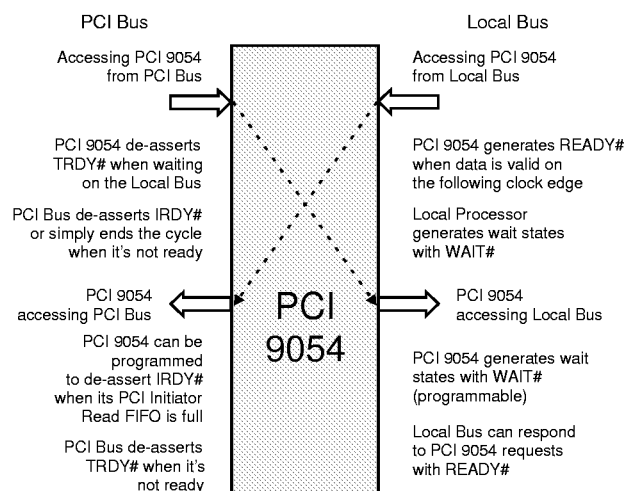 PCI Bus
Accessing PCI 9054
from PCI Bus
PCI 9054 de-asserts
TRDY# when waiting
on the Local Bus
PCI Bus de-asserts IRDY#
or simply ends the cycle
when it's not ready
PCI 9054
accessing PCI Bus
PCI 9054 can be
programmed
to de-assert IRDY#
when its PCI Initiator
Read FIFO is full
PCI Bus de-asserts
TRDY# when it's
not ready
PCI
9054
Local Bus
Accessing PCI 9054
from Local Bus
PCI 9054 generates READY#
when data is valid on
the following clock edge
Local Processor
generates wait states
with WAIT#
PCI 9054
accessing Local Bus
PCI 9054 generates wait
states with WAIT#
(programmable)
Local Bus can respond
to PCI 9054 requests
with READY#